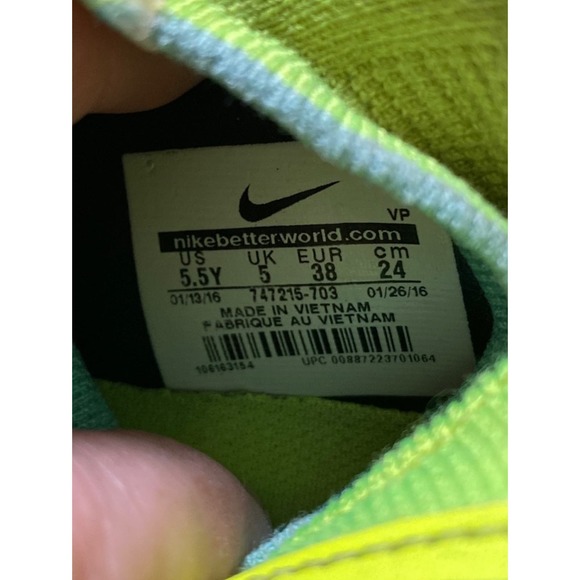 VP
nikebetterworld.com
US UK EUR cm
5.5Y 5 38 24
01/13/16 747215-703 01/26/16
MADE IN VIETNAM
FABRIQUE AU VIETNAM
106163154 UPC 00887223701064